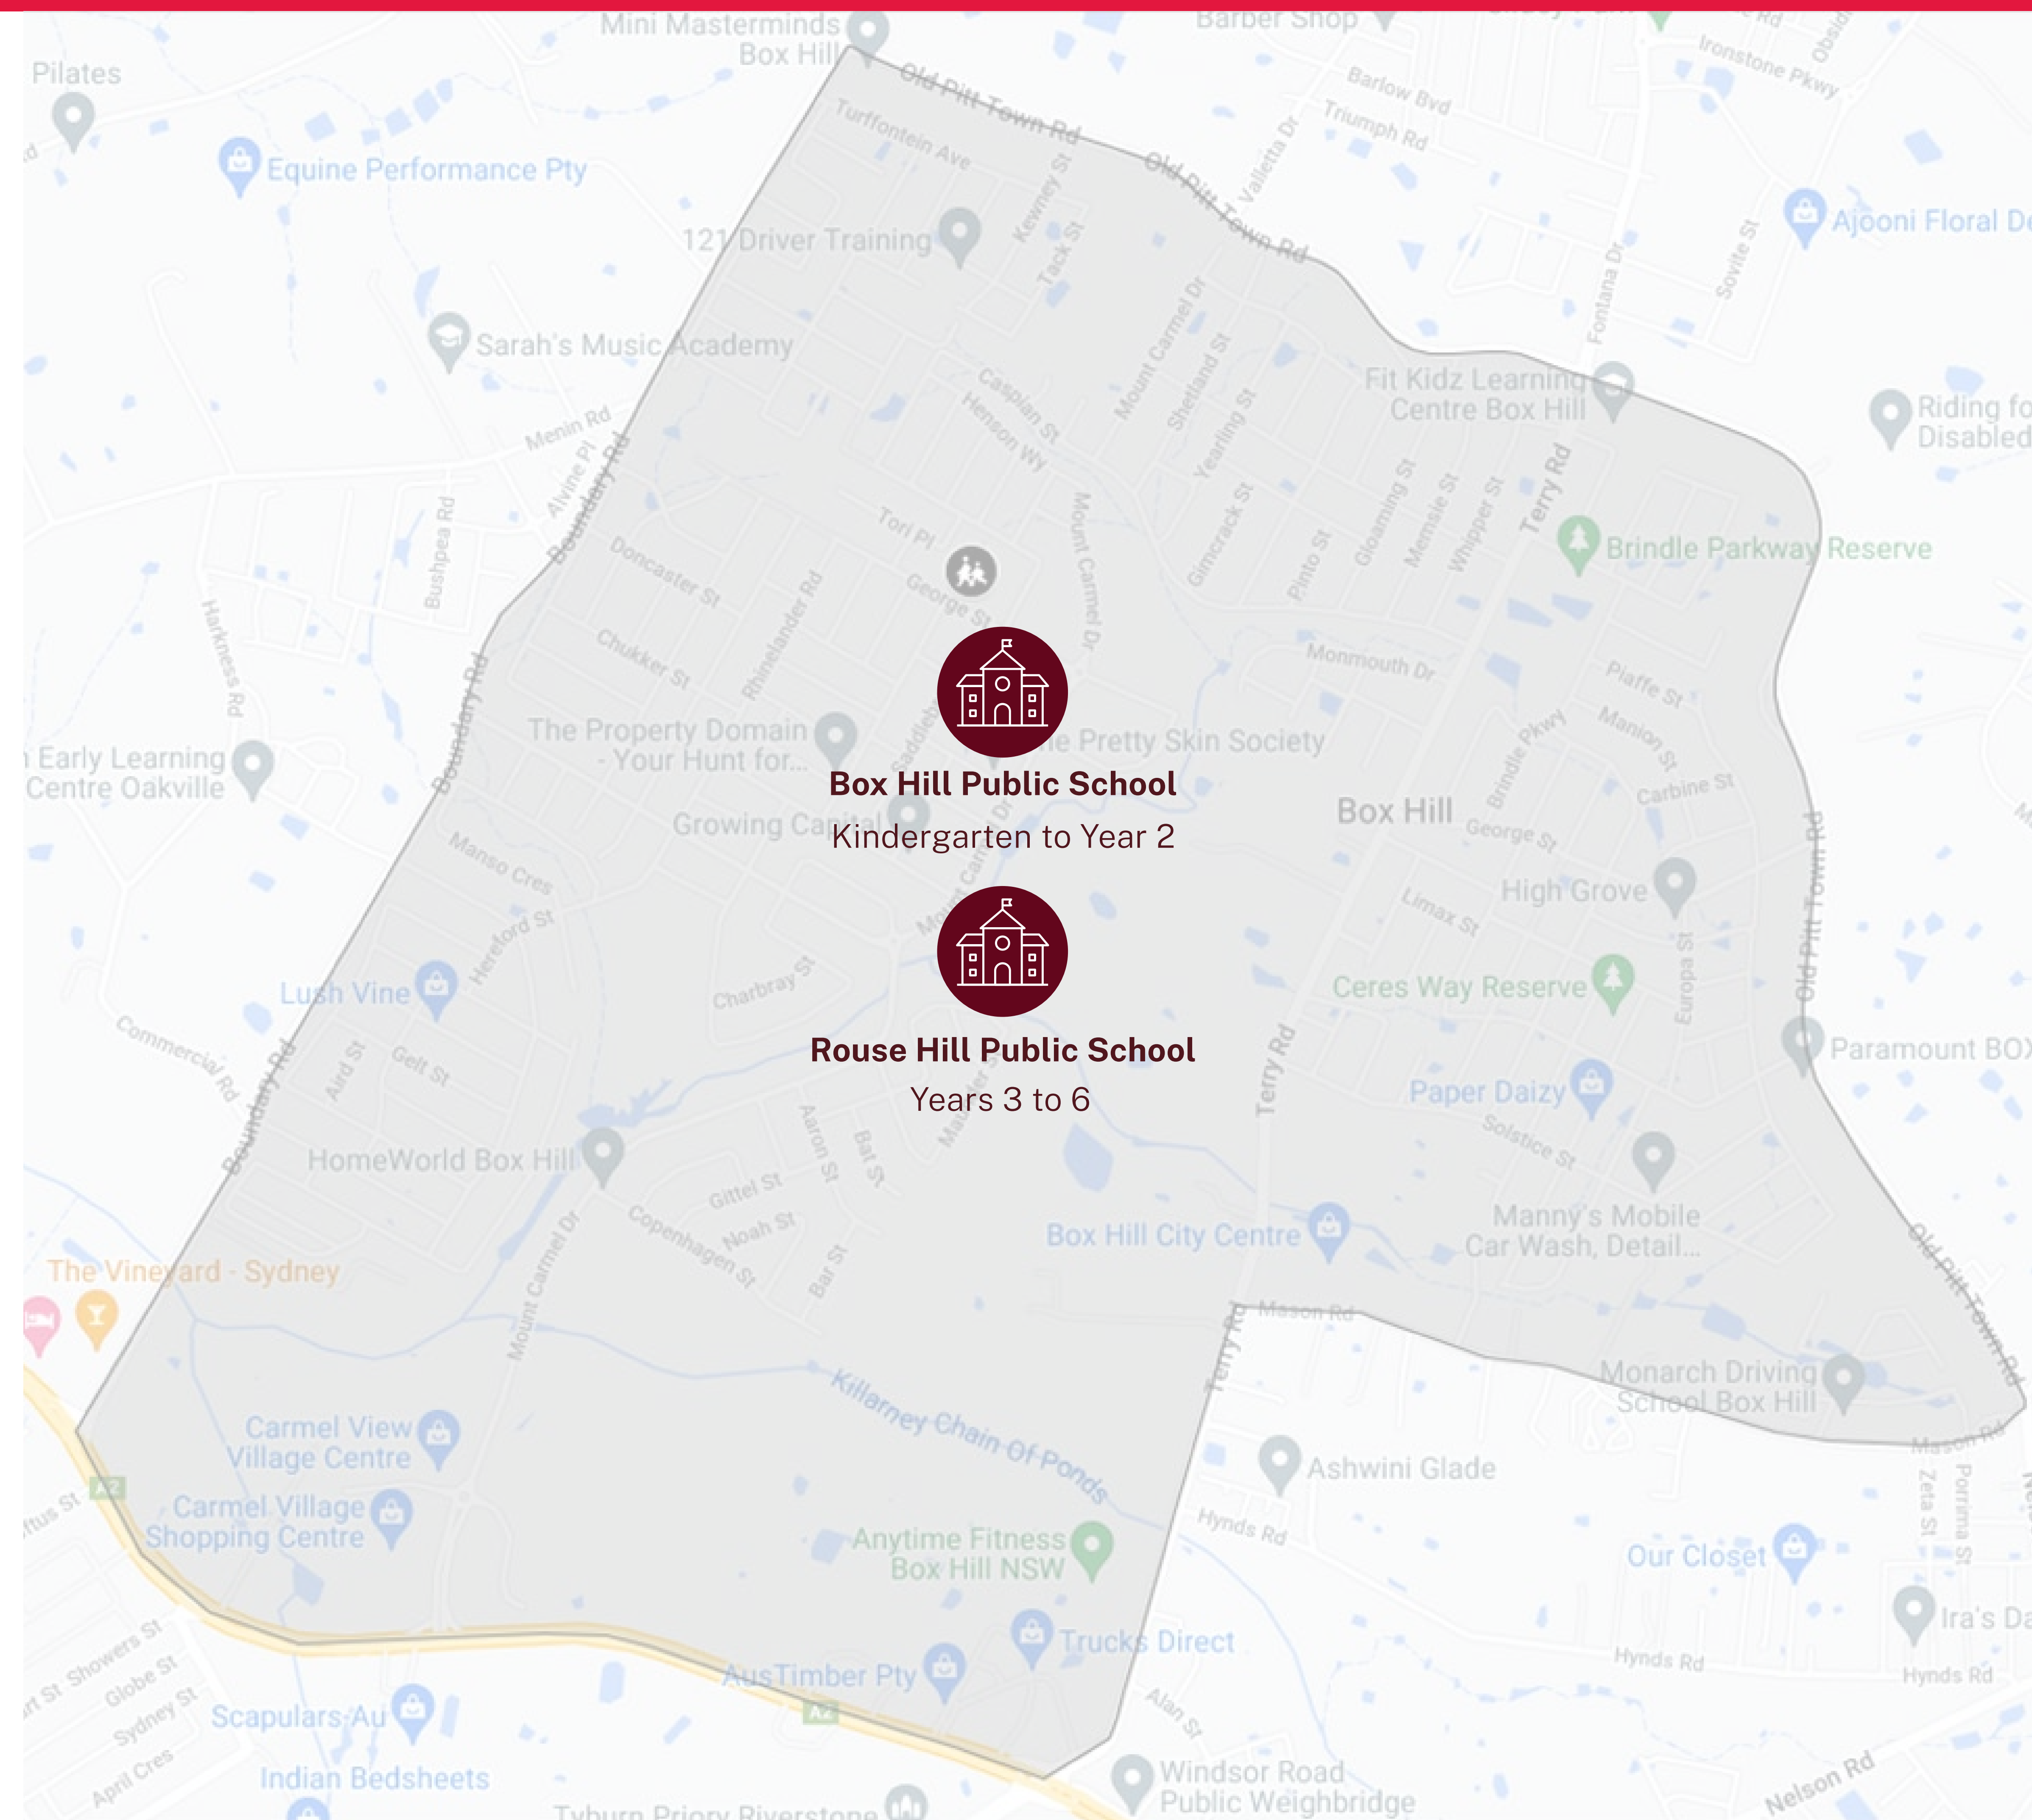 Mini Masterminds
Box Hill
Barber Shop
Ironstone Pkwy
Pilates
Old Pitt Town Rd
Barlow Bvd
Triumph Rd
Turffontein Ave
Valletta Dr
Equine Performance Pty
Old Pitt Town Rd
Kewney St
Ajooni Floral De
121 Driver Training
Tack St
Sovite St
Fontana Dr
Mount Carmel Dr
Sarah's Music Academy
Shetland St
Caspian St
Fit Kidz Learning
Centre Box Hill
Henson Wy
Yearling St
Riding fo
Disabled
Menin Rd
Alvine Pl
Boundary Rd
Terry Rd
Gloaming St
Memsie St
Whipper St
Gimcrack St
Bushpea Rd
Tori Pl
Mount Carmel Dr
Doncaster St
Pinto St
Brindle Parkway Reserve
George St
Rhinelander Rd
Harkness Rd
Chukker St
Monmouth Dr
Piaffe St
Boundary Rd
The Property Domain
- Your Hunt for...
he Pretty Skin Society
Manion St
Brindle Pkwy
n Early Learning
Centre Oakville
Box Hill Public School
Carbine St
Box Hill
Growing Capital
Kindergarten to Year 2
George St
Manso Cres
Mount Carmel Dr
High Grove
Limax St
Old Pitt Town Rd
Hereford St
Lush Vine
Charbray St
Ceres Way Reserve
Europa St
Commercial Rd
Boundary Rd
Aird St
Gelt St
Rouse Hill Public School
Terry Rd
Paramount BOX
Years 3 to 6
Paper Daizy
Aaron St
Bat St
Solstice St
HomeWorld Box Hill
Gittel St
Copenhagen St
Noah St
Box Hill City Centre
Manny's Mobile
Car Wash, Detail...
The Vineyard - Sydney
Bar St
Mount Carmel Dr
Old Pitt Town Rd
Mason Rd
Terry Rd
Killarney Chain Of Ponds
Monarch Driving
School Box Hill
Carmel View
Village Centre
Mason Rd
Ashwini Glade
A2
Carmel Village
Shopping Centre
Zeta St
Porrima St
Hynds Rd
Anytime Fitness
Box Hill NSW
Our Closet
Ira's Da
Showers St
Trucks Direct
Globe St
AusTimber Pty
Hynds Rd
Hynds Rd
Sydney St
Scapulars-Au
A2
Alan St
April Cres
Indian Bedsheets
Windsor Road
Public Weighbridge
Nelson Rd
Tyburn Priory Riverstone